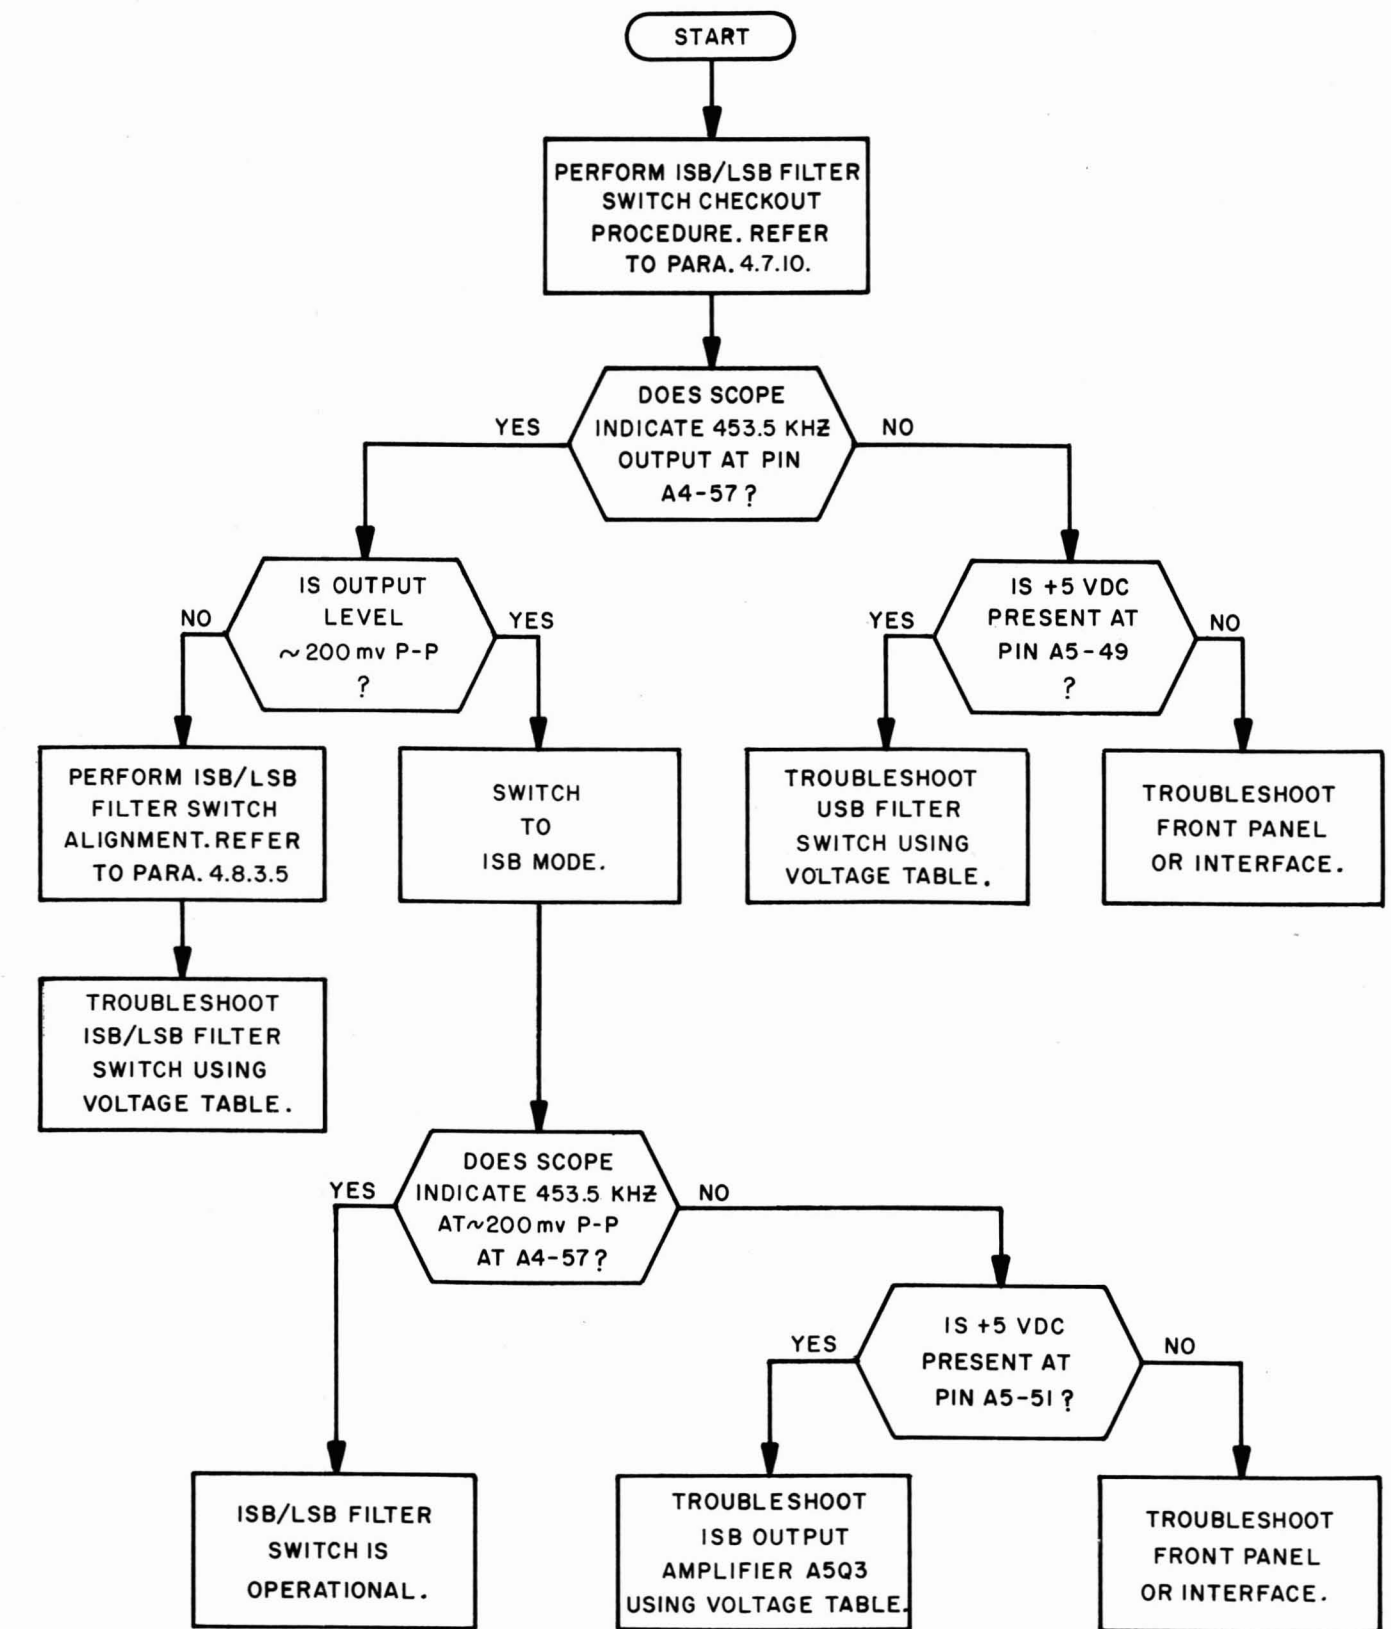 START
PERFORM ISB/LSB FILTER
SWITCH CHECKOUT
PROCEDURE. REFER
TO PARA. 4.7.10.
DOES SCOPE
INDICATE 453.5 KHZ
OUTPUT AT PIN
A4-57?
YES
NO
IS OUTPUT
LEVEL
~200 mv P-P
?
NO
YES
IS +5 VDC
PRESENT AT
PIN A5-49
?
YES
NO
PERFORM ISB/LSB
FILTER SWITCH
ALIGNMENT. REFER
TO PARA. 4.8.3.5
SWITCH
TO
ISB MODE.
TROUBLESHOOT
USB FILTER
SWITCH USING
VOLTAGE TABLE.
TROUBLESHOOT
FRONT PANEL
OR INTERFACE.
TROUBLESHOOT
ISB/LSB FILTER
SWITCH USING
VOLTAGE TABLE.
DOES SCOPE
INDICATE 453.5 KHZ
AT~200 mv P-P
AT A4-57?
YES
NO
IS +5 VDC
PRESENT AT
PIN A5-51?
YES
NO
ISB/LSB FILTER
SWITCH IS
OPERATIONAL.
TROUBLESHOOT
ISB OUTPUT
AMPLIFIER A5Q3
USING VOLTAGE TABLE.
TROUBLESHOOT
FRONT PANEL
OR INTERFACE.